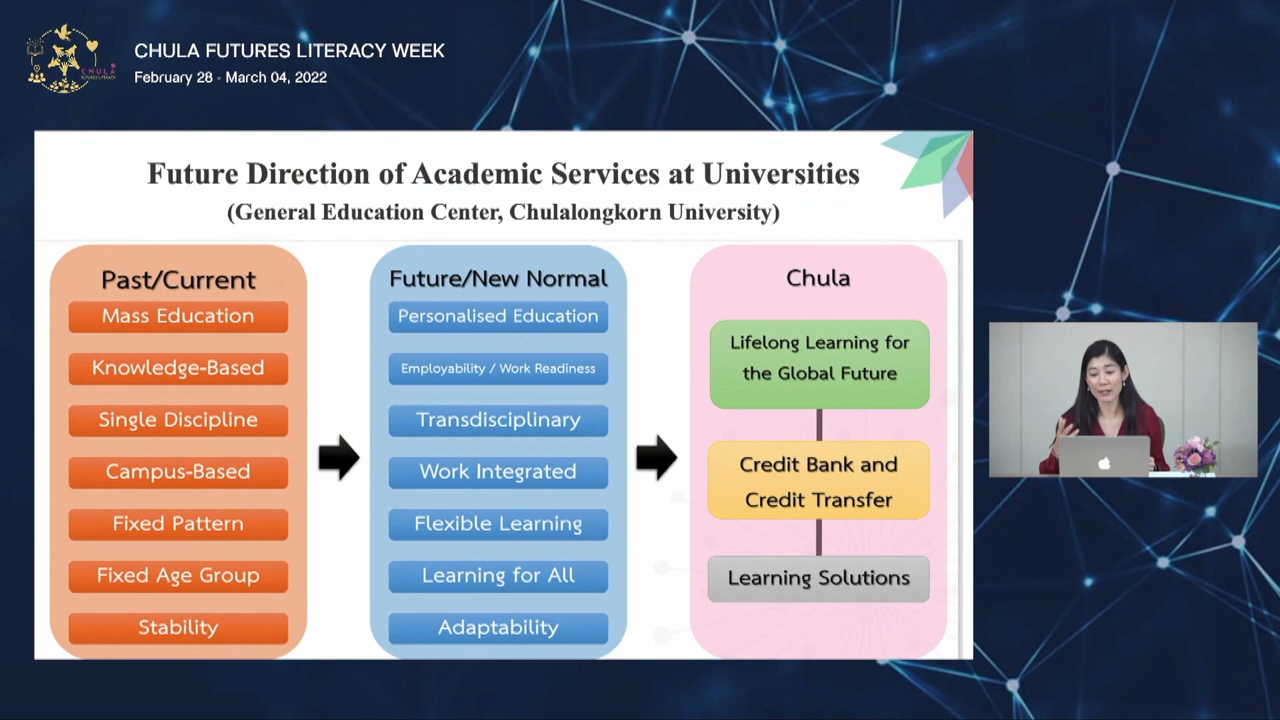 CHULA FUTURES LITERACY WEEK
February 28 - March 04, 2022
CHULA
FUTURES LITERACY
Future Direction of Academic Services at Universities
(General Education Center, Chulalongkorn University)
Past/Current
Mass Education
Knowledge-Based
Single Discipline
Campus-Based
Fixed Pattern
Fixed Age Group
Stability
Future/New Normal
Personalised Education
Employability / Work Readiness
Transdisciplinary
Work Integrated
Flexible Learning
Learning for All
Adaptability
Chula
Lifelong Learning for
the Global Future
Credit Bank and
Credit Transfer
Learning Solutions